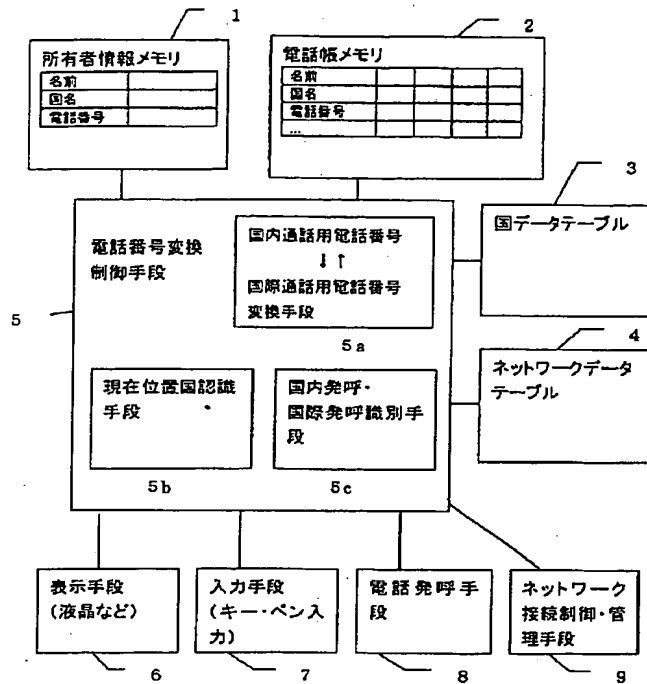 1
2
所有者情報メモリ
名前
国名
電話番号
電話帳メモリ
名前
国名
電話番号
...
3
国データテーブル
電話番号変換
制御手段
国内通話用電話番号
↓ ↑
国際通話用電話番号
変換手段
5a
5
4
ネットワークデータ
テーブル
現在位置国認識
手段
5b
国内発呼・
国際発呼識別手
段
5c
表示手段
(液晶など)
6
入力手段
(キー・ペン入
力)
7
電話発呼手
段
8
ネットワーク
接続制御・管
理手段
9